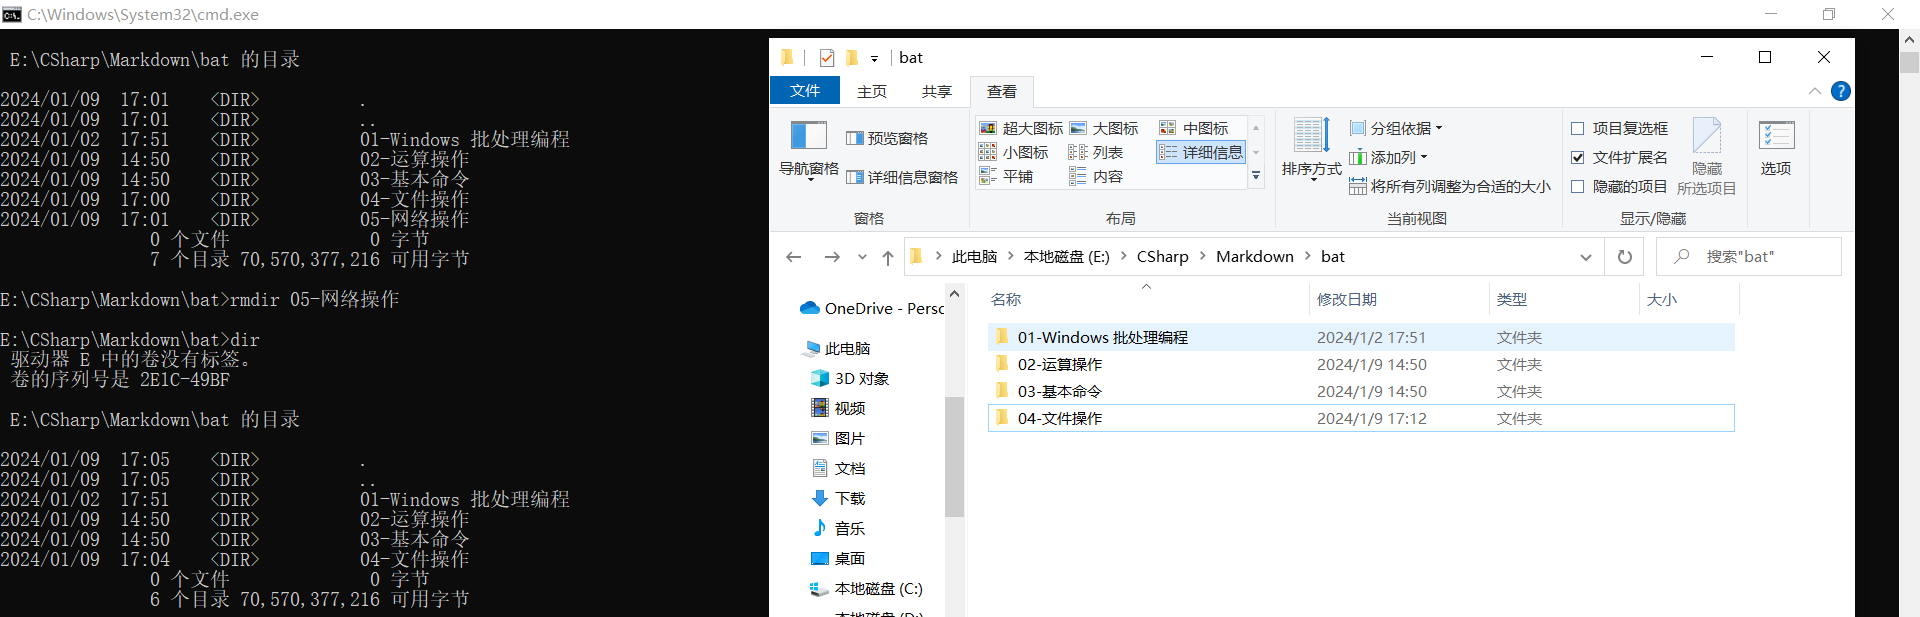 C:\Windows\System32\cmd.exe
E:\CSharp\Markdown\bat 的目录
2024/01/09  17:01    <DIR>          .
2024/01/09  17:01    <DIR>          ..
2024/01/02  17:51    <DIR>          01-Windows 批处理编程
2024/01/09  14:50    <DIR>          02-运算操作
2024/01/09  14:50    <DIR>          03-基本命令
2024/01/09  17:00    <DIR>          04-文件操作
2024/01/09  17:01    <DIR>          05-网络操作
0 个文件              0 字节
7 个目录 70,570,377,216 可用字节
E:\CSharp\Markdown\bat>rmdir 05-网络操作
E:\CSharp\Markdown\bat>dir
驱动器 E 中的卷没有标签。
卷的序列号是 2E1C-49BF
E:\CSharp\Markdown\bat 的目录
2024/01/09  17:05    <DIR>          .
2024/01/09  17:05    <DIR>          ..
2024/01/02  17:51    <DIR>          01-Windows 批处理编程
2024/01/09  14:50    <DIR>          02-运算操作
2024/01/09  14:50    <DIR>          03-基本命令
2024/01/09  17:04    <DIR>          04-文件操作
0 个文件              0 字节
6 个目录 70,570,377,216 可用字节
bat
文件 主页 共享 查看
导航窗格 预览窗格 详细信息窗格
窗格
超大图标 大图标 中图标
小图标 列表 详细信息
平铺 内容
布局
排序方式 分组依据
添加列
将所有列调整为合适的大小
当前视图
项目复选框
文件扩展名
隐藏的项目
隐藏
所选项目
显示/隐藏
选项
此电脑 本地磁盘 (E:) CSharp Markdown bat
搜索"bat"
名称 修改日期 类型 大小
01-Windows 批处理编程 2024/1/2 17:51 文件夹
02-运算操作 2024/1/9 14:50 文件夹
03-基本命令 2024/1/9 14:50 文件夹
04-文件操作 2024/1/9 17:12 文件夹
OneDrive - Persc
此电脑
3D 对象
视频
图片
文档
下载
音乐
桌面
本地磁盘 (C:)